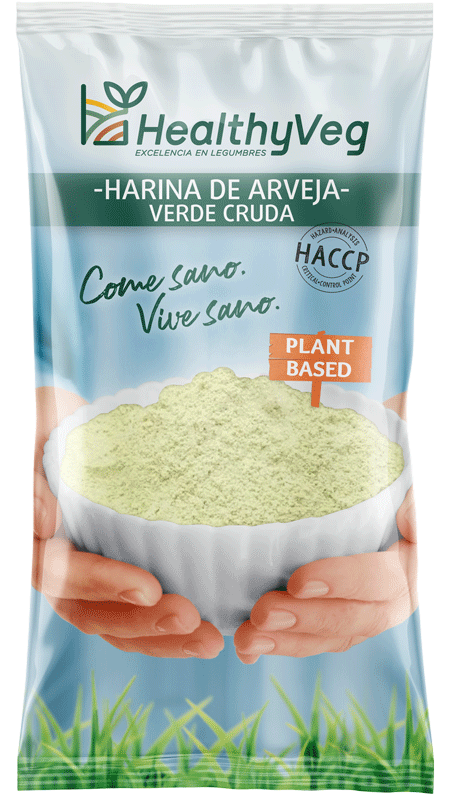 HealthyVeg
EXCELENCIA EN LEGUMBRES
-HARINA DE ARVEJA-
VERDE CRUDA
HAZARD•ANALYSIS
HACCP
CRITICAL•CONTROL POINT
Come sano.
Vive sano.
PLANT
BASED